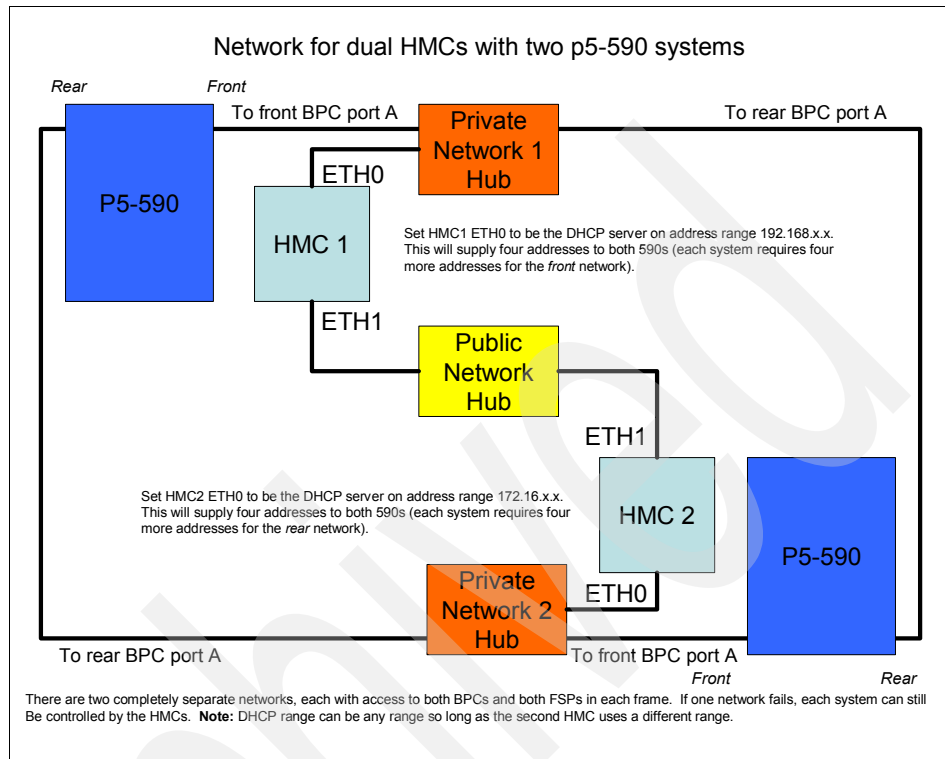 Network for dual HMCs with two p5-590 systems
Rear
Front
To front BPC port A
To rear BPC port A
Private
Network 1
Hub
ETH0
P5-590
HMC 1
Set HMC1 ETH0 to be the DHCP server on address range 192.168.x.x.
This will supply four addresses to both 590s (each system requires four
more addresses for the front network).
ETH1
Public
Network
Hub
ETH1
Set HMC2 ETH0 to be the DHCP server on address range 172.16.x.x.
This will supply four addresses to both 590s (each system requires four
more addresses for the rear network).
HMC 2
P5-590
Private
Network 2
Hub
ETH0
To rear BPC port A
To front BPC port A
Front
Rear
There are two completely separate networks, each with access to both BPCs and both FSPs in each frame. If one network fails, each system can still
Be controlled by the HMCs. Note: DHCP range can be any range so long as the second HMC uses a different range.